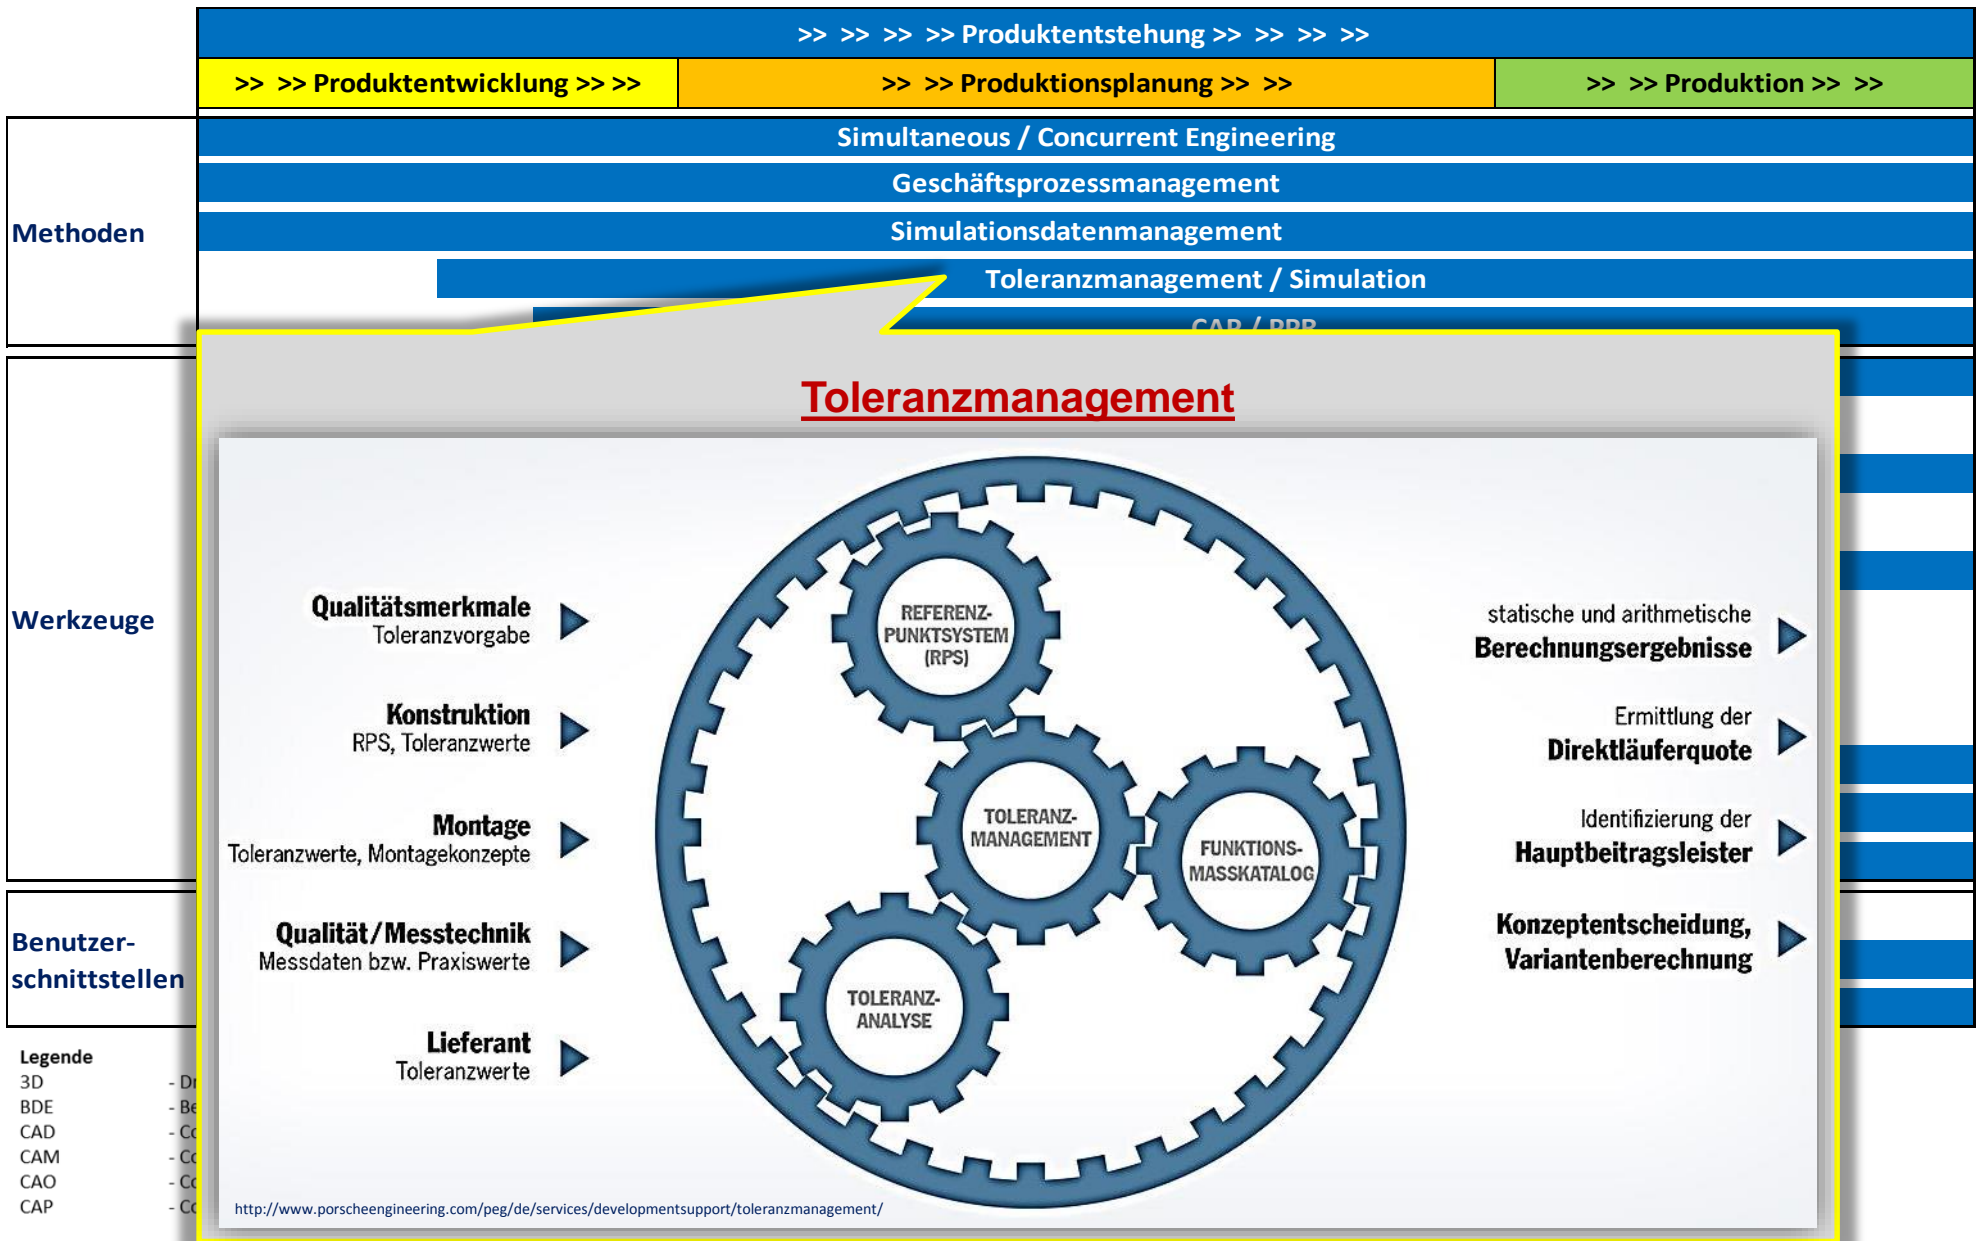 >> >> >> >> Produktentstehung >> >> >> >>
>> >> Produktentwicklung >> >>
>> >> Produktionsplanung >> >>
>> >> Produktion >> >>
Methoden
Simultaneous / Concurrent Engineering
Geschäftsprozessmanagement
Simulationsdatenmanagement
Toleranzmanagement / Simulation
CAP / PPR
Toleranzmanagement
Werkzeuge
Benutzer-
schnittstellen
Qualitätsmerkmale
Toleranzvorgabe
Konstruktion
RPS, Toleranzwerte
Montage
Toleranzwerte, Montagekonzepte
Qualität/Messtechnik
Messdaten bzw. Praxiswerte
Lieferant
Toleranzwerte
REFERENZ-
PUNKTSYSTEM
(RPS)
TOLERANZ-
MANAGEMENT
FUNKTIONS-
MASSKATALOG
TOLERANZ-
ANALYSE
statische und arithmetische
Berechnungsergebnisse
Ermittlung der
Direktläuferquote
Identifizierung der
Hauptbeitragsleister
Konzeptentscheidung,
Variantenberechnung
http://www.porscheengineering.com/peg/de/services/developmentsupport/toleranzmanagement/
Legende
3D
BDE
CAD
CAM
CAO
CAP